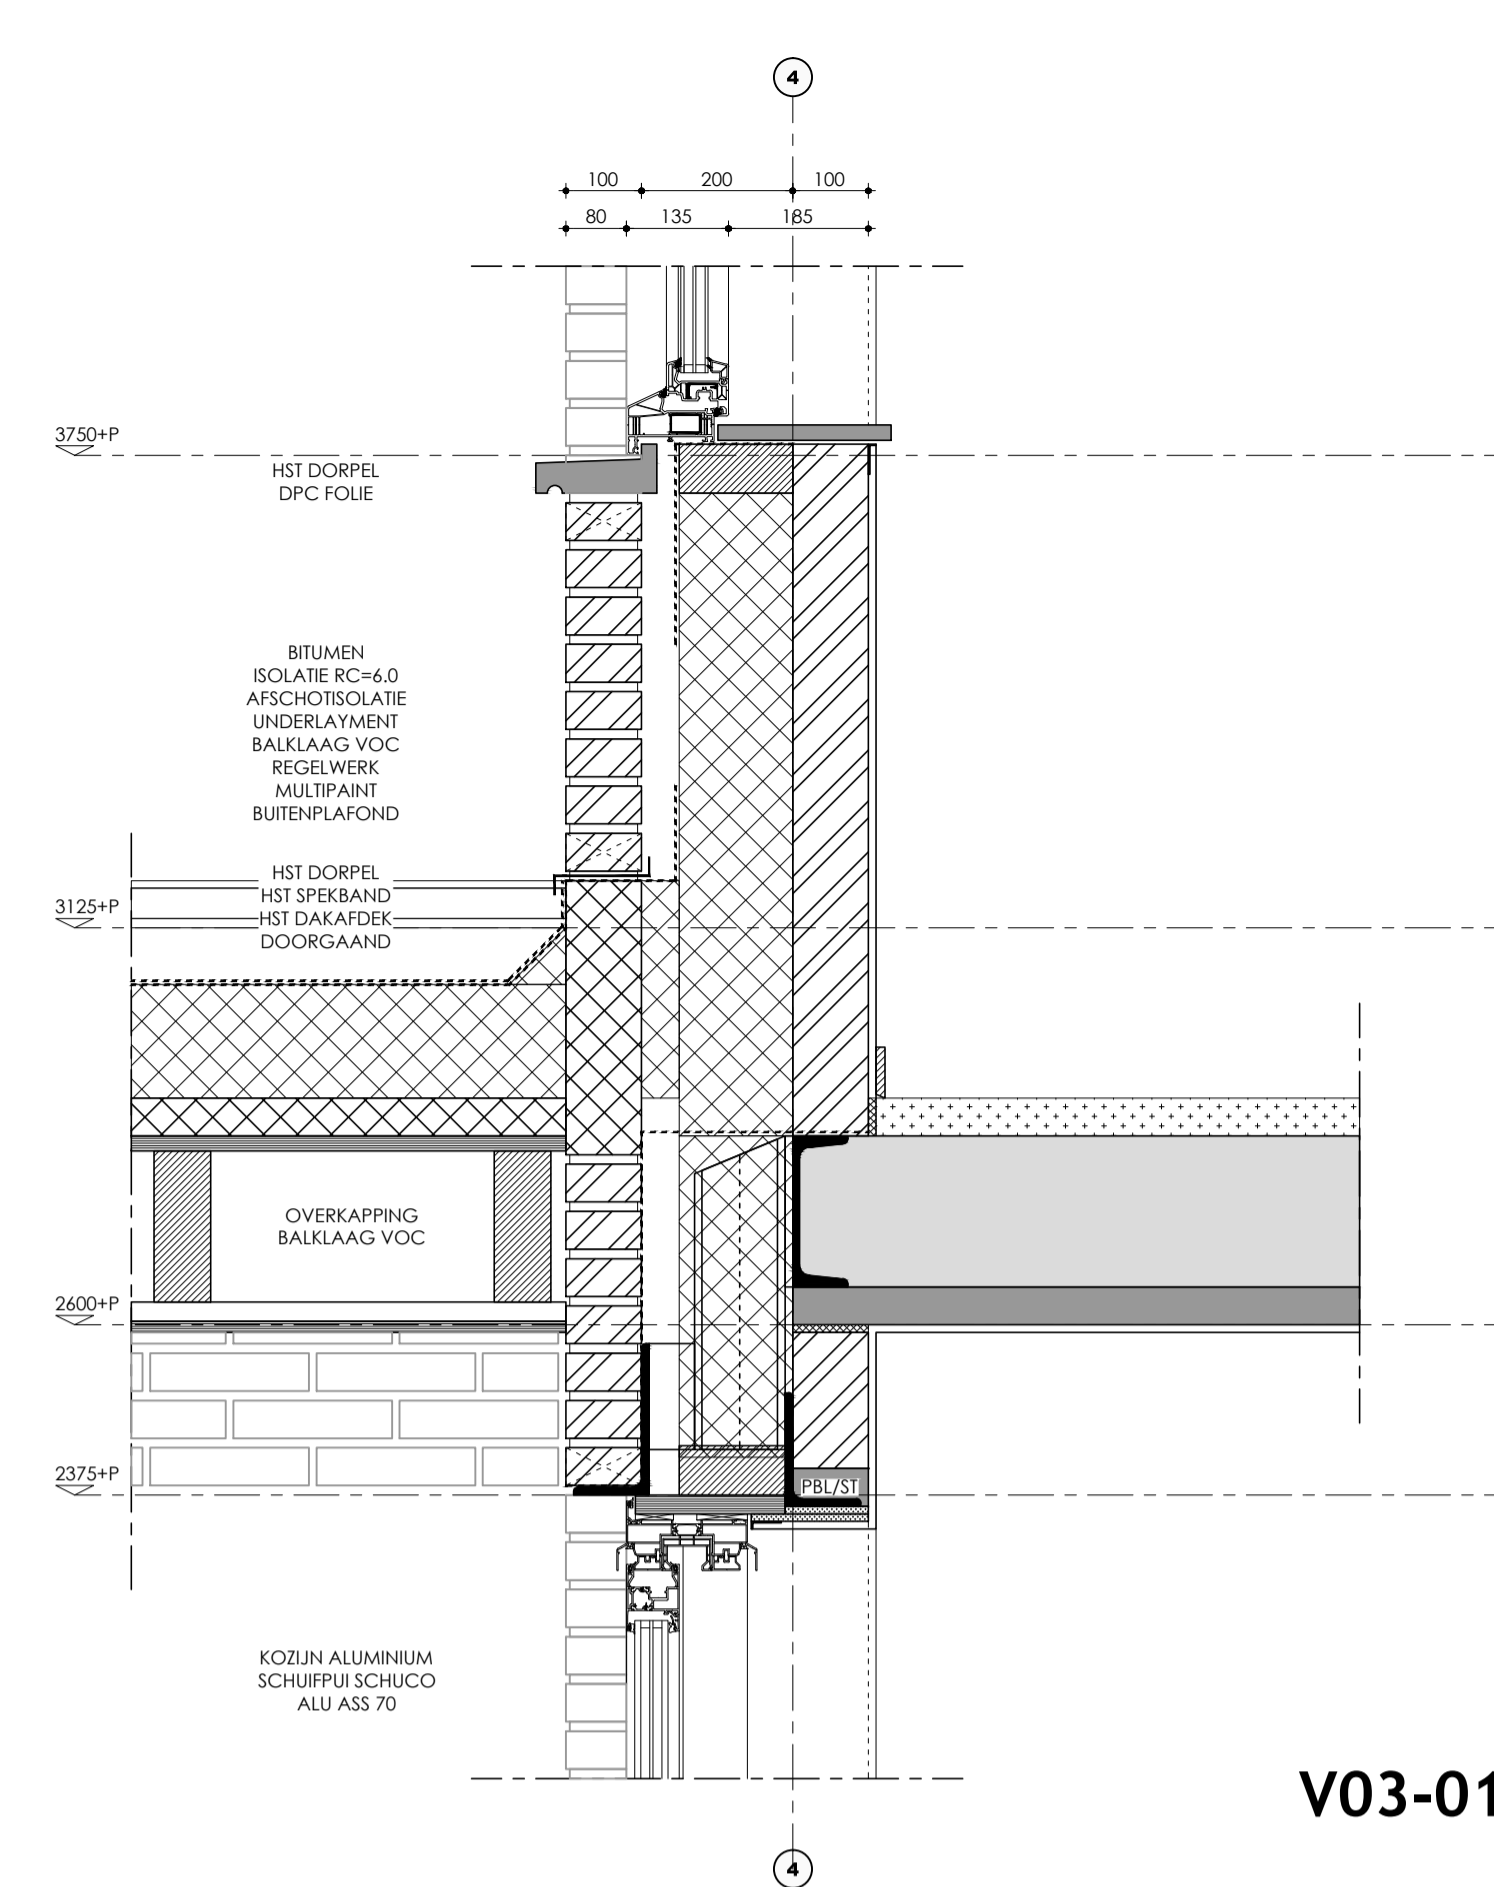 4
100 200 100
80 135 185
3750+P
HST DORPEL
DPC FOLIE
BITUMEN
ISOLATIE RC=6.0
AFSCHOTISOLATIE
UNDERLAYMENT
BALKLAAG VOC
REGELWERK
MULTIPAINT
BUITENPLAFOND
HST DORPEL
HST SPEKBAND
3125+P
HST DAKAFDEK
DOORGAAND
OVERKAPPING
BALKLAAG VOC
2600+P
2375+P
PBL/ST
KOZIJN ALUMINIUM
SCHUIFPUI SCHUCO
ALU ASS 70
V03-01
4